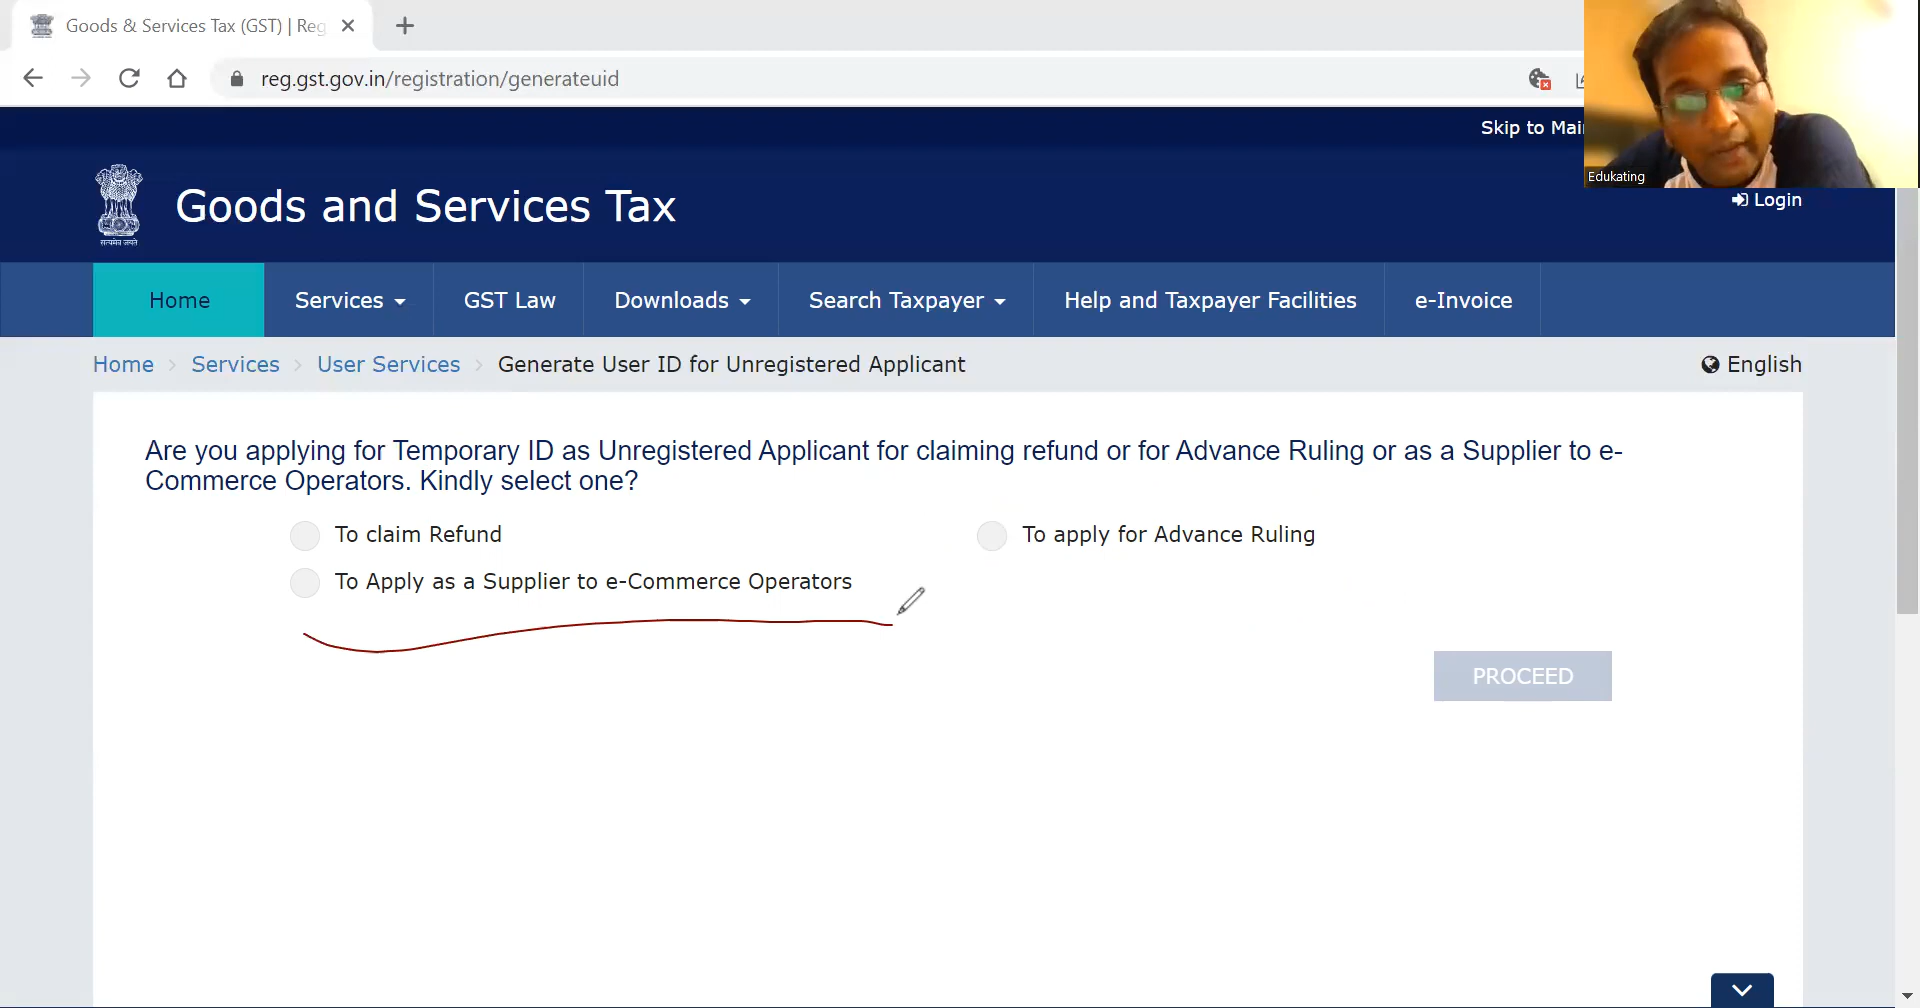 Goods & Services Tax (GST) | Reg
reg.gst.gov.in/registration/generateuid
Skip to Mai
Edukating
सत्यमेव जयते
Goods and Services Tax
Login
Home
Services
GST Law
Downloads
Search Taxpayer
Help and Taxpayer Facilities
e-Invoice
Home > Services > User Services > Generate User ID for Unregistered Applicant
English
Are you applying for Temporary ID as Unregistered Applicant for claiming refund or for Advance Ruling or as a Supplier to e-
Commerce Operators. Kindly select one?
To claim Refund
To apply for Advance Ruling
To Apply as a Supplier to e-Commerce Operators
PROCEED